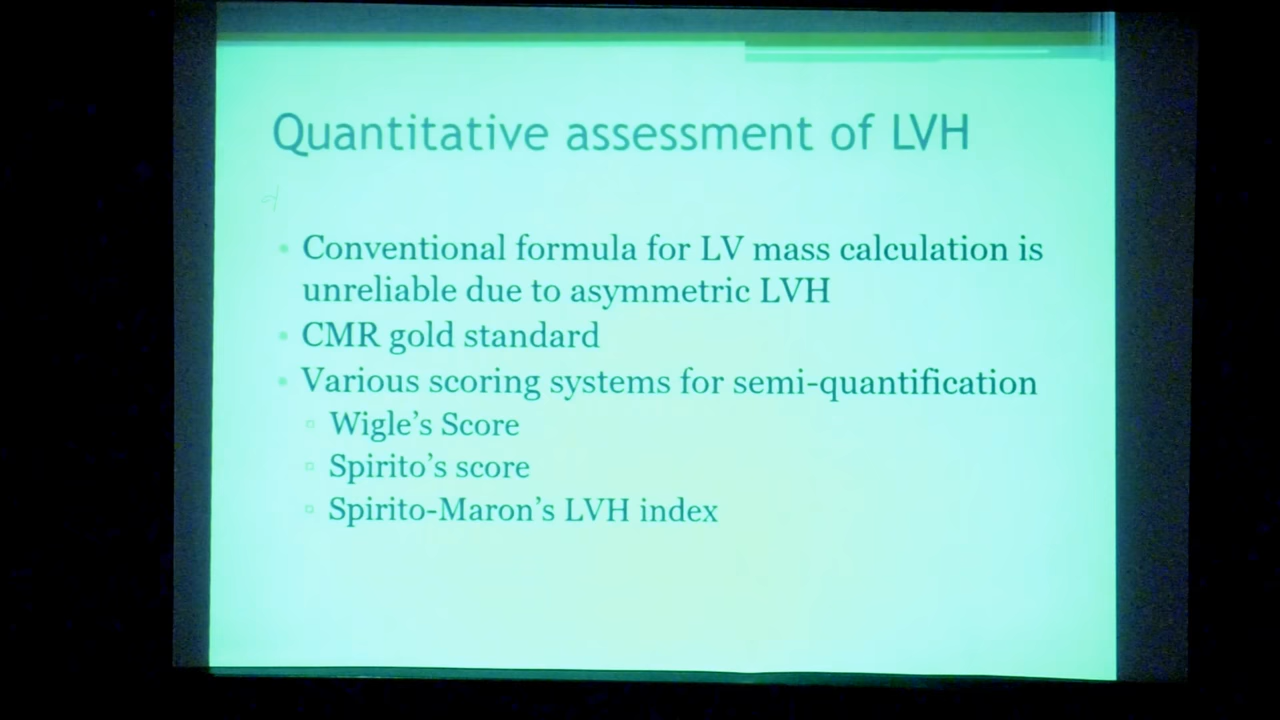 Quantitative assessment of LVH
• Conventional formula for LV mass calculation is
unreliable due to asymmetric LVH
• CMR gold standard
• Various scoring systems for semi-quantification
▫ Wigle’s Score
▫ Spirito’s score
▫ Spirito-Maron’s LVH index